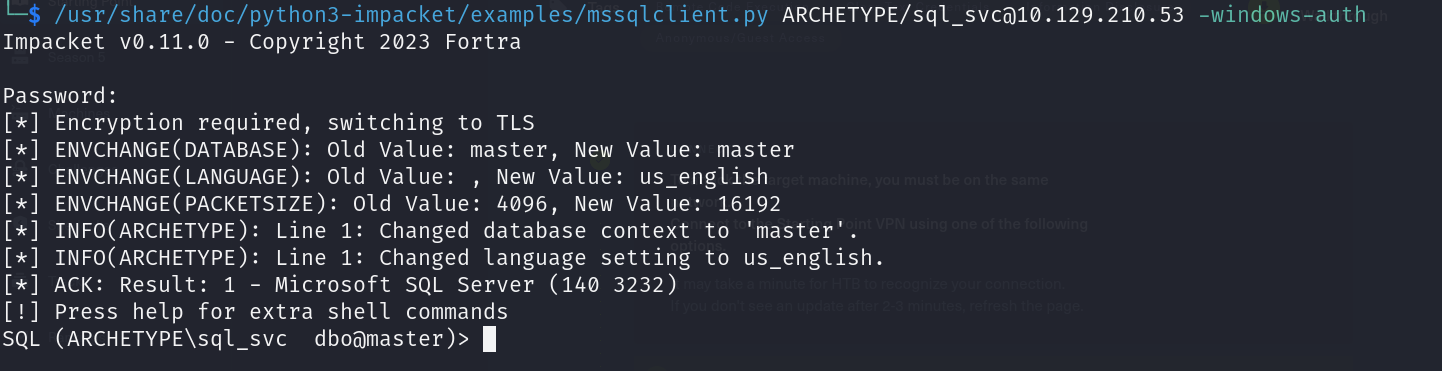 └─$ /usr/share/doc/python3-impacket/examples/mssqlclient.py ARCHETYPE/sql_svc@10.129.210.53 -windows-auth
Impacket v0.11.0 - Copyright 2023 Fortra
Password:
[*] Encryption required, switching to TLS
[*] ENVCHANGE(DATABASE): Old Value: master, New Value: master
[*] ENVCHANGE(LANGUAGE): Old Value: , New Value: us_english
[*] ENVCHANGE(PACKETSIZE): Old Value: 4096, New Value: 16192
[*] INFO(ARCHETYPE): Line 1: Changed database context to 'master'.
[*] INFO(ARCHETYPE): Line 1: Changed language setting to us_english.
[*] ACK: Result: 1 - Microsoft SQL Server (140 3232)
[!] Press help for extra shell commands
SQL (ARCHETYPE\sql_svc  dbo@master)>